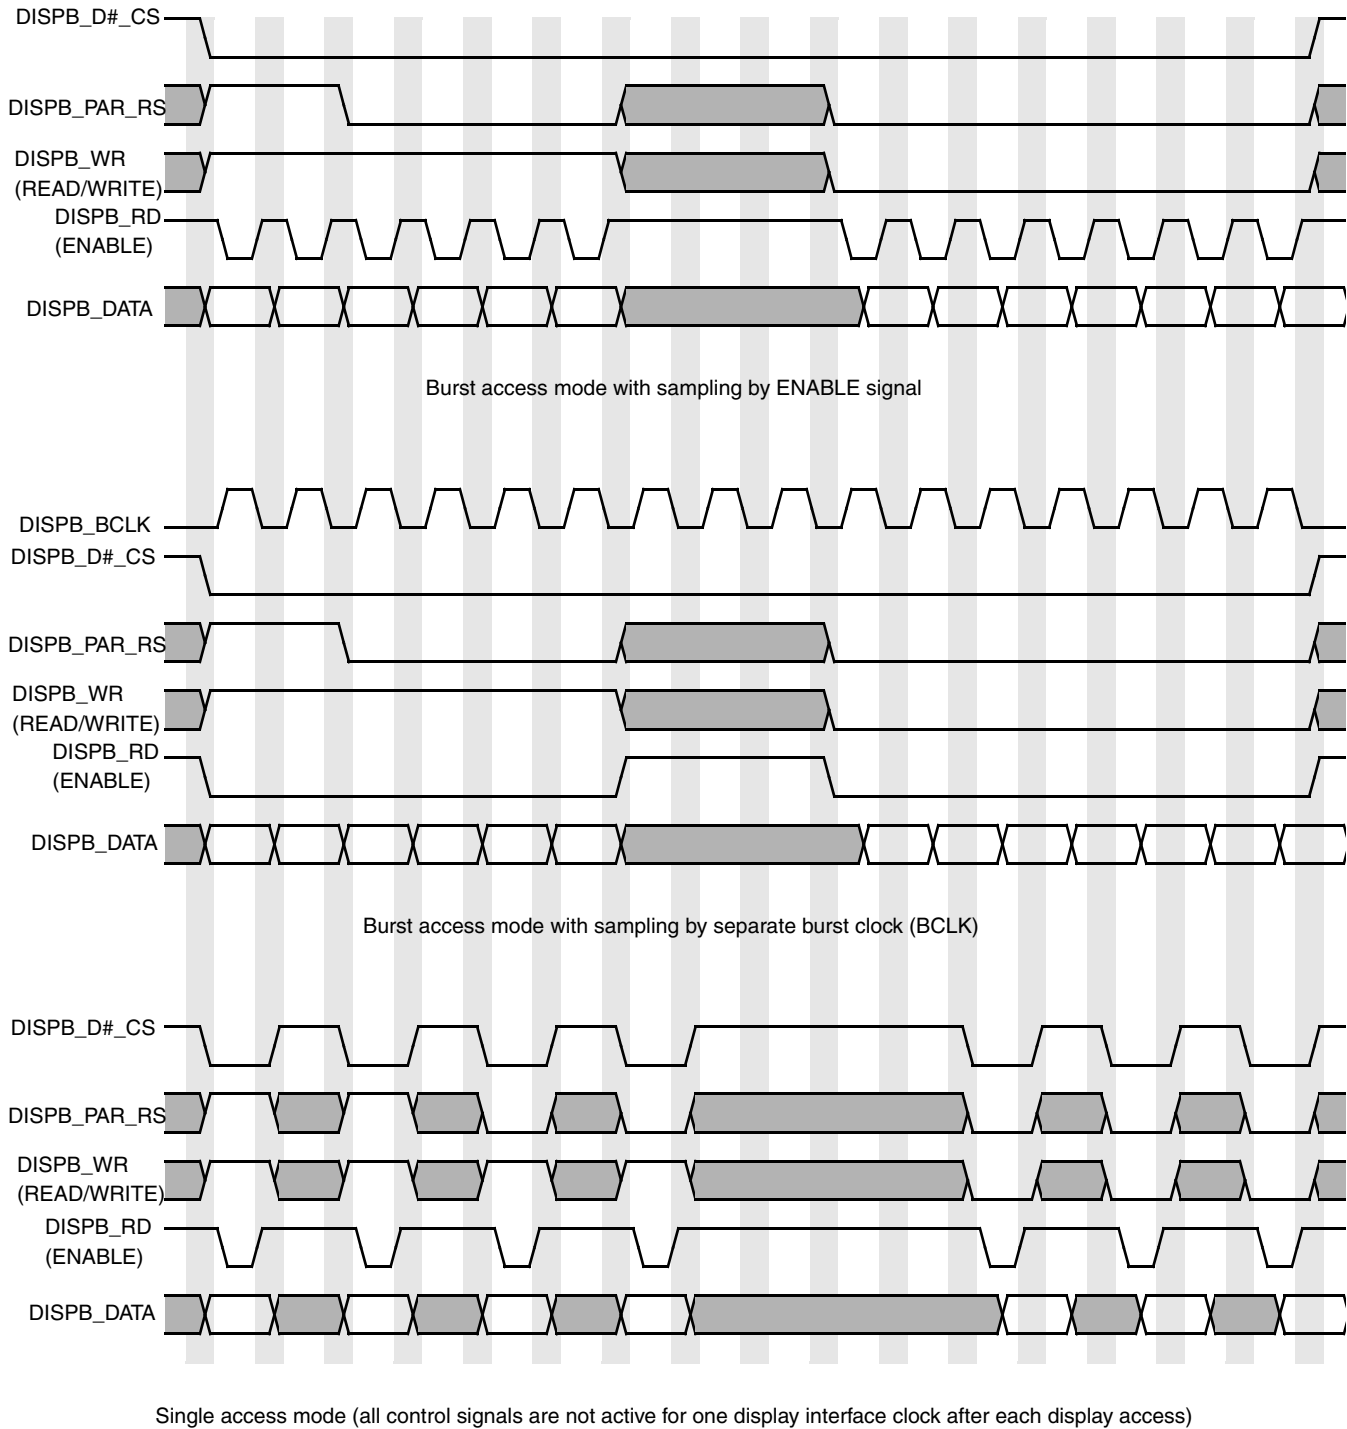 DISPB_D#_CS
DISPB_PAR_RS
DISPB_WR
(READ/WRITE)
DISPB_RD
(ENABLE)
DISPB_DATA
Burst access mode with sampling by ENABLE signal
DISPB_BCLK
DISPB_D#_CS
DISPB_PAR_RS
DISPB_WR
(READ/WRITE)
DISPB_RD
(ENABLE)
DISPB_DATA
Burst access mode with sampling by separate burst clock (BCLK)
DISPB_D#_CS
DISPB_PAR_RS
DISPB_WR
(READ/WRITE)
DISPB_RD
(ENABLE)
DISPB_DATA
Single access mode (all control signals are not active for one display interface clock after each display access)